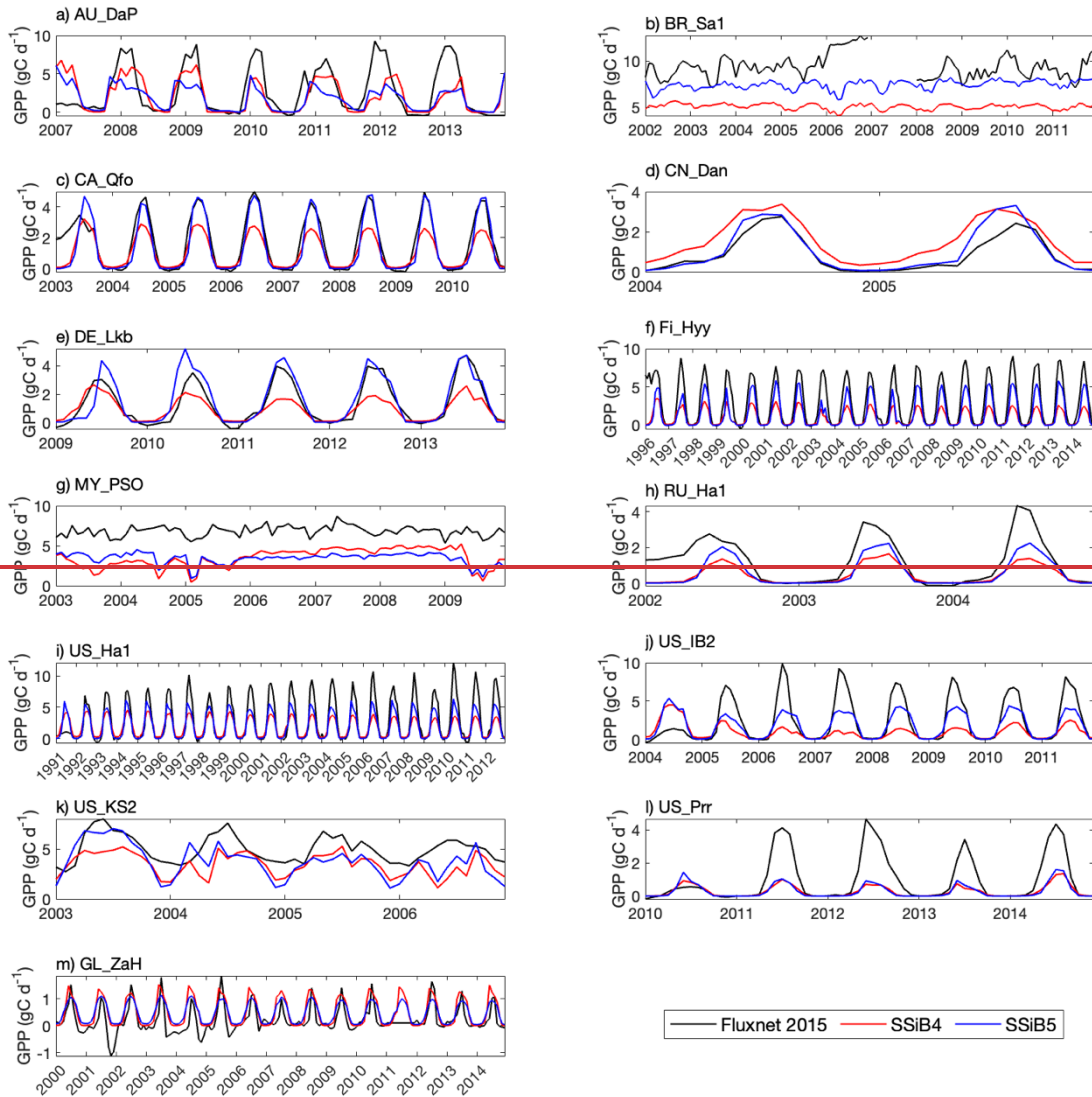 a) AU_DaP
GPP (gC d⁻¹)
10
5
0
2007 2008 2009 2010 2011 2012 2013
b) BR_Sa1
GPP (gC d⁻¹)
10
5
2002 2003 2004 2005 2006 2007 2008 2009 2010 2011
c) CA_Qfo
GPP (gC d⁻¹)
4
2
0
2003 2004 2005 2006 2007 2008 2009 2010
d) CN_Dan
GPP (gC d⁻¹)
4
2
0
2004 2005
e) DE_Lkb
GPP (gC d⁻¹)
4
2
0
2009 2010 2011 2012 2013
f) Fi_Hyy
GPP (gC d⁻¹)
10
5
0
1996 1997 1998 1999 2000 2001 2002 2003 2004 2005 2006 2007 2008 2009 2010 2011 2012 2013 2014
g) MY_PSO
GPP (gC d⁻¹)
10
5
0
2003 2004 2005 2006 2007 2008 2009
h) RU_Ha1
GPP (gC d⁻¹)
4
2
0
2002 2003 2004
i) US_Ha1
GPP (gC d⁻¹)
10
5
0
1991 1992 1993 1994 1995 1996 1997 1998 1999 2000 2001 2002 2003 2004 2005 2006 2007 2008 2009 2010 2011 2012
j) US_IB2
GPP (gC d⁻¹)
10
5
0
2004 2005 2006 2007 2008 2009 2010 2011
k) US_KS2
GPP (gC d⁻¹)
5
0
2003 2004 2005 2006
l) US_Prr
GPP (gC d⁻¹)
4
2
0
2010 2011 2012 2013 2014
m) GL_ZaH
GPP (gC d⁻¹)
1
0
-1
2000 2001 2002 2003 2004 2005 2006 2007 2008 2009 2010 2011 2012 2013 2014
Fluxnet 2015 SSiB4 SSiB5